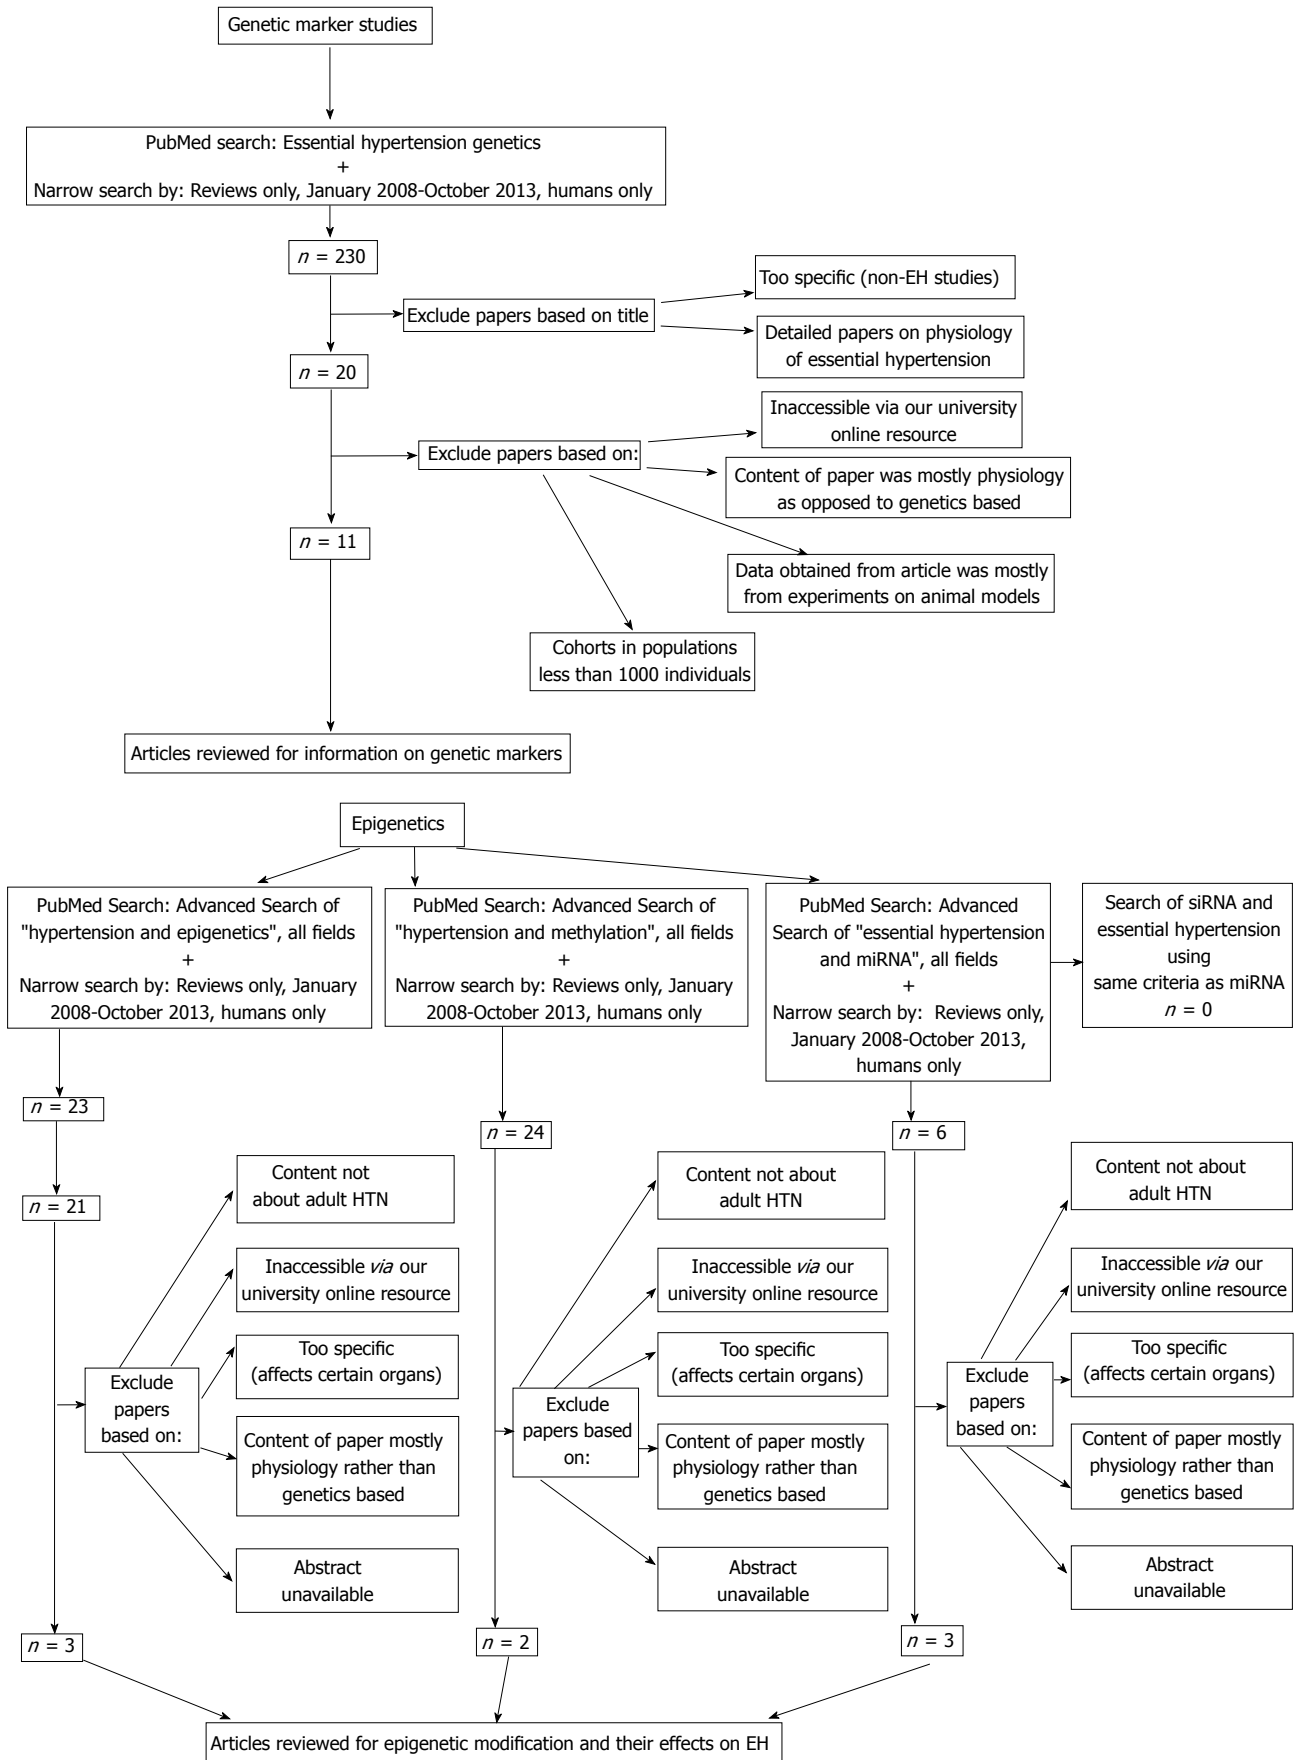 Genetic marker studies
PubMed search: Essential hypertension genetics
+
Narrow search by: Reviews only, January 2008-October 2013, humans only
n = 230
Exclude papers based on title
Too specific (non-EH studies)
Detailed papers on physiology
of essential hypertension
n = 20
Exclude papers based on:
Inaccessible via our university
online resource
Content of paper was mostly physiology
as opposed to genetics based
Data obtained from article was mostly
from experiments on animal models
Cohorts in populations
less than 1000 individuals
n = 11
Articles reviewed for information on genetic markers
Epigenetics
PubMed Search: Advanced Search of
"hypertension and epigenetics", all fields
+
Narrow search by: Reviews only, January
2008-October 2013, humans only
PubMed Search: Advanced Search of
"hypertension and methylation", all fields
+
Narrow search by: Reviews only, January
2008-October 2013, humans only
PubMed Search: Advanced
Search of "essential hypertension
and miRNA", all fields
+
Narrow search by: Reviews only,
January 2008-October 2013,
humans only
Search of siRNA and
essential hypertension
using
same criteria as miRNA
n = 0
n = 23
n = 21
Exclude
papers
based on:
Content not
about adult HTN
Inaccessible via our
university online resource
Too specific
(affects certain organs)
Content of paper mostly
physiology rather than
genetics based
Abstract
unavailable
n = 3
n = 24
Exclude
papers based
on:
Content not about
adult HTN
Inaccessible via our
university online resource
Too specific
(affects certain organs)
Content of paper mostly
physiology rather than
genetics based
Abstract
unavailable
n = 2
n = 6
Exclude
papers
based on:
Content not about
adult HTN
Inaccessible via our
university online resource
Too specific
(affects certain organs)
Content of paper mostly
physiology rather than
genetics based
Abstract
unavailable
n = 3
Articles reviewed for epigenetic modification and their effects on EH